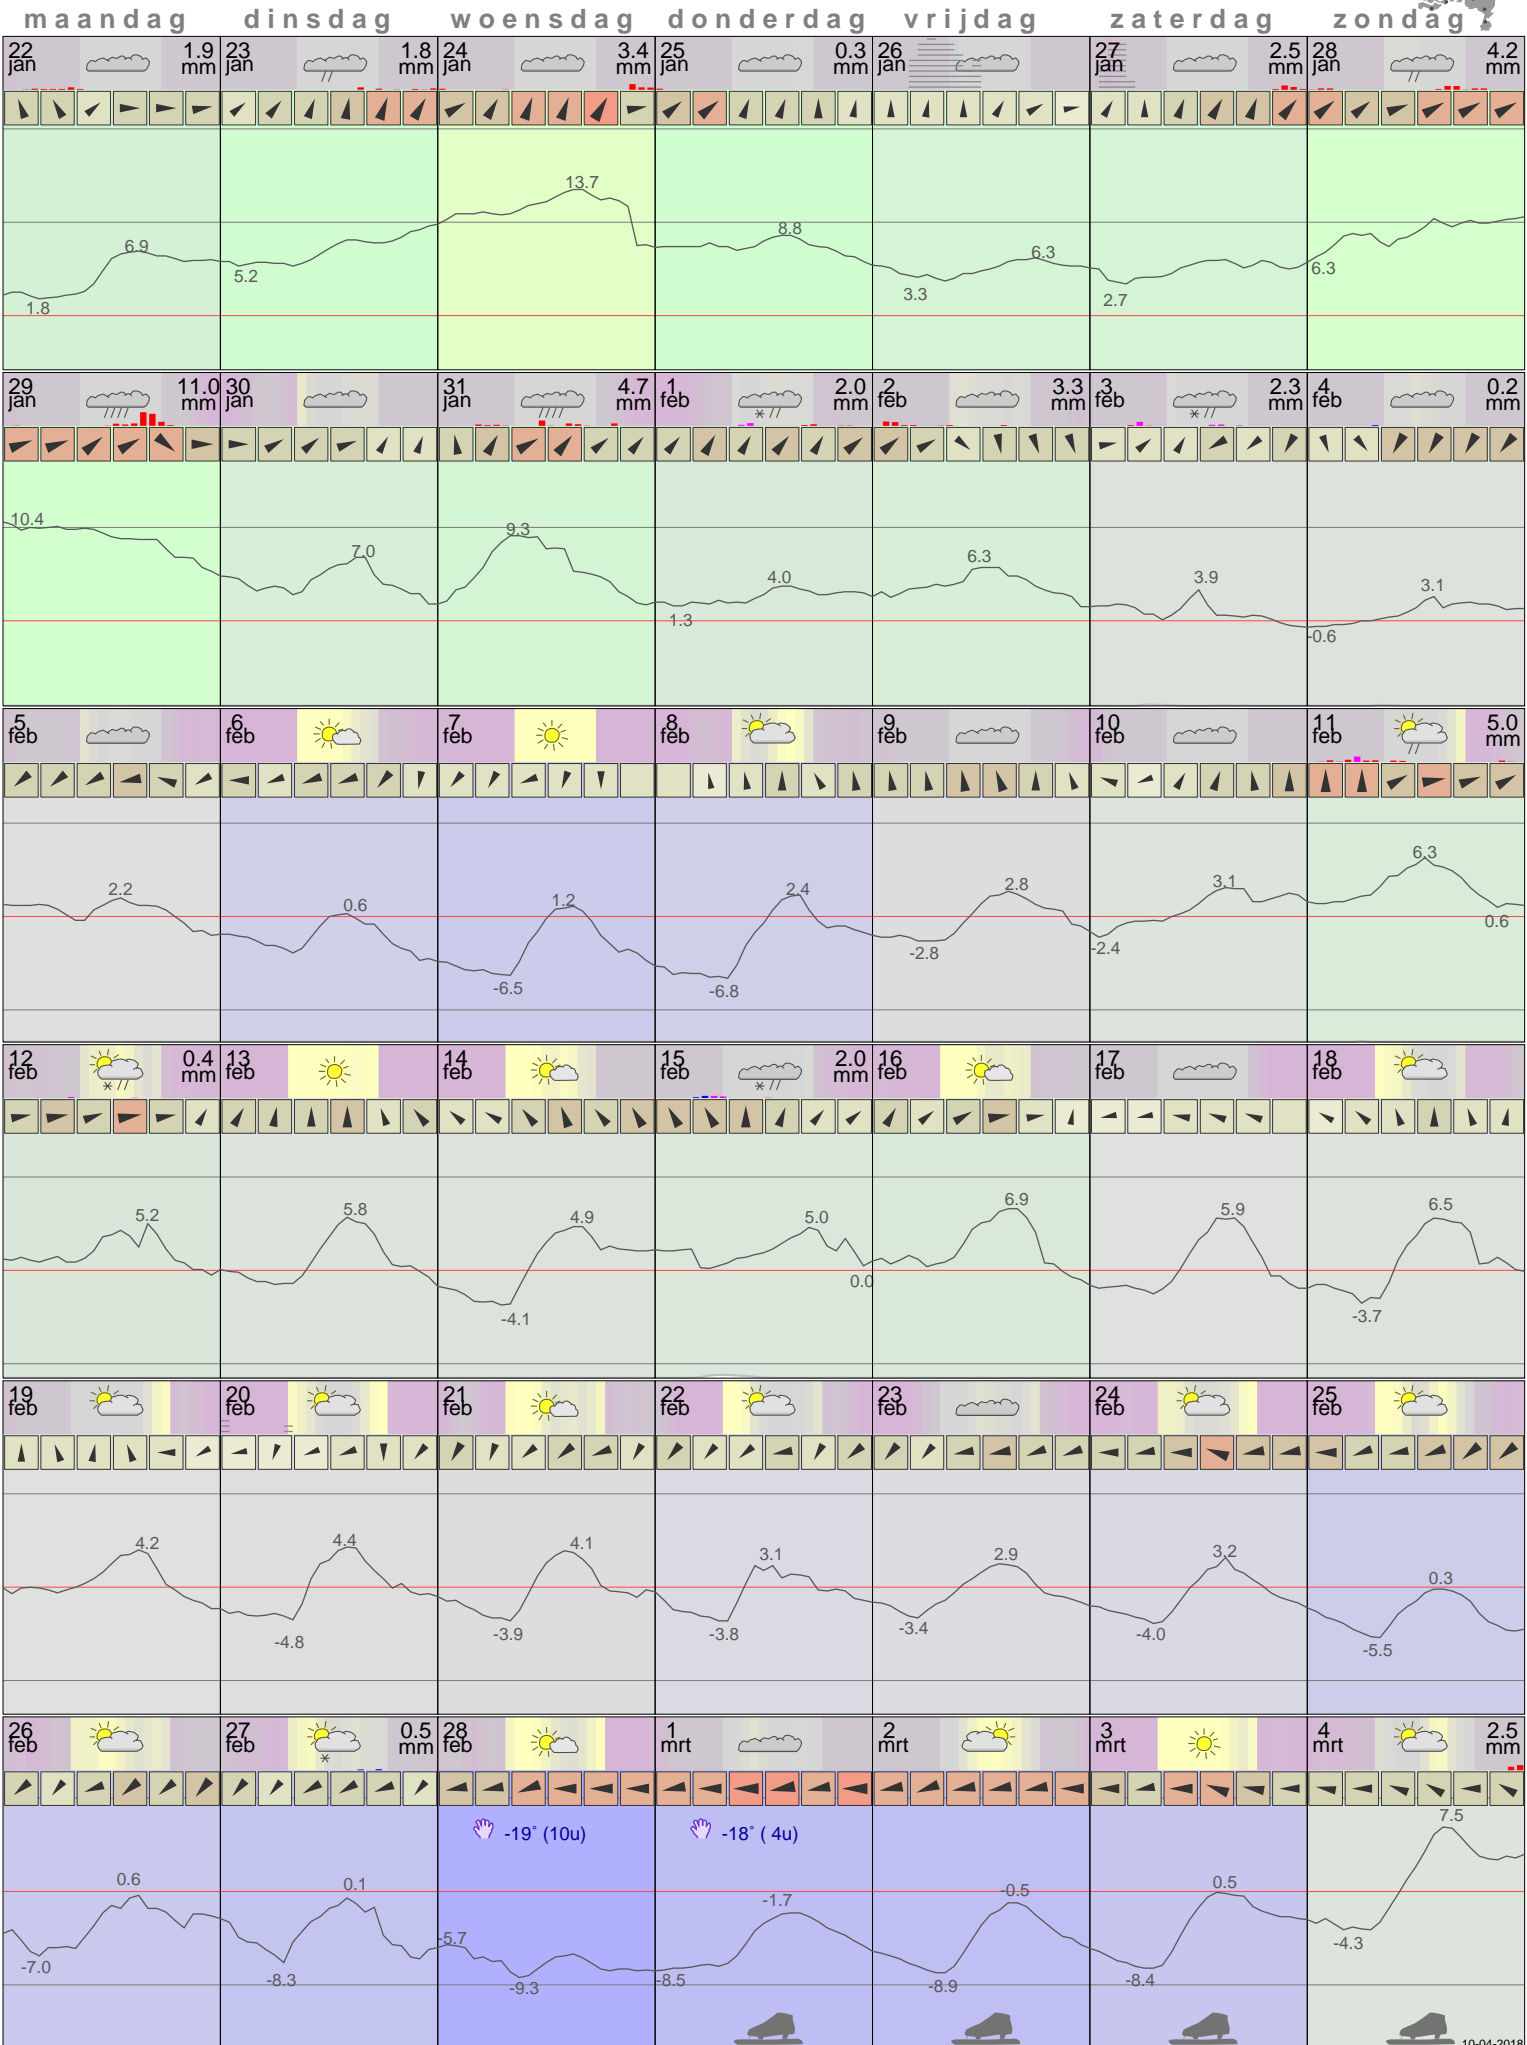 maandag dinsdag woensdag donderdag vrijdag zaterdag zondag
22 jan 1.9 mm 23 jan 1.8 mm 24 jan 3.4 mm 25 jan 0.3 mm 26 jan 27 jan 2.5 mm 28 jan 4.2 mm
1.8 6.9 5.2 13.7 8.8 3.3 6.3 2.7 6.3
29 jan 11.0 mm 30 jan 31 jan 4.7 mm 1 feb 2.0 mm 2 feb 3.3 mm 3 feb 2.3 mm 4 feb 0.2 mm
10.4 7.0 9.3 1.3 4.0 6.3 3.9 -0.6 3.1
5 feb 6 feb 7 feb 8 feb 9 feb 10 feb 11 feb 5.0 mm
2.2 0.6 -6.5 1.2 -6.8 2.4 -2.8 2.8 -2.4 3.1 6.3 0.6
12 feb 0.4 mm 13 feb 14 feb 15 feb 2.0 mm 16 feb 17 feb 18 feb
5.2 5.8 -4.1 4.9 5.0 0.0 6.9 5.9 -3.7 6.5
19 feb 20 feb 21 feb 22 feb 23 feb 24 feb 25 feb
4.2 -4.8 4.4 -3.9 4.1 -3.8 3.1 -3.4 2.9 -4.0 3.2 -5.5 0.3
26 feb 27 feb 0.5 mm 28 feb 1 mrt 2 mrt 3 mrt 4 mrt 2.5 mm
-19° (10u) -18° ( 4u)
-7.0 0.6 -8.3 0.1 -5.7 -9.3 -8.5 -1.7 -8.9 -0.5 -8.4 0.5 -4.3 7.5
10-04-2018